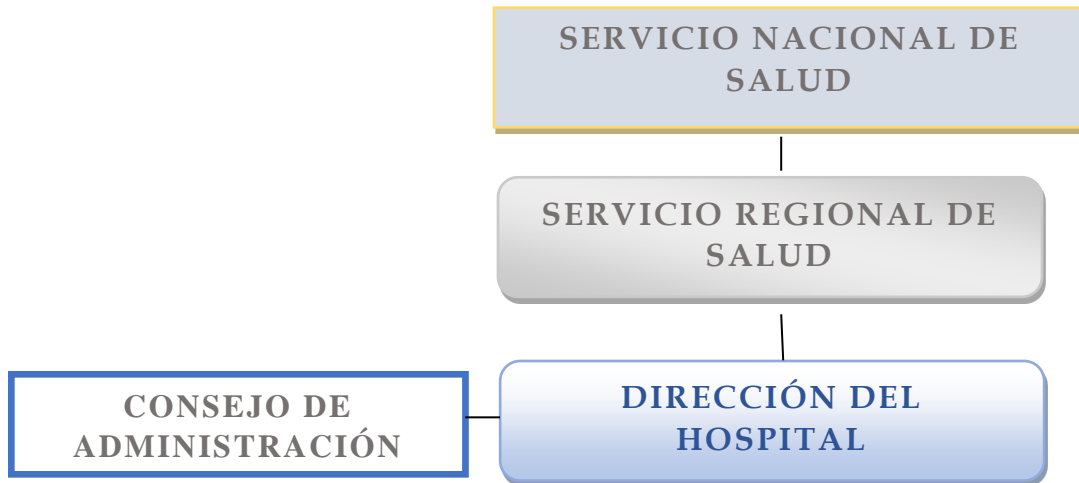 SERVICIO NACIONAL DE
SALUD
SERVICIO REGIONAL DE
SALUD
CONSEJO DE
ADMINISTRACIÓN
DIRECCIÓN DEL
HOSPITAL